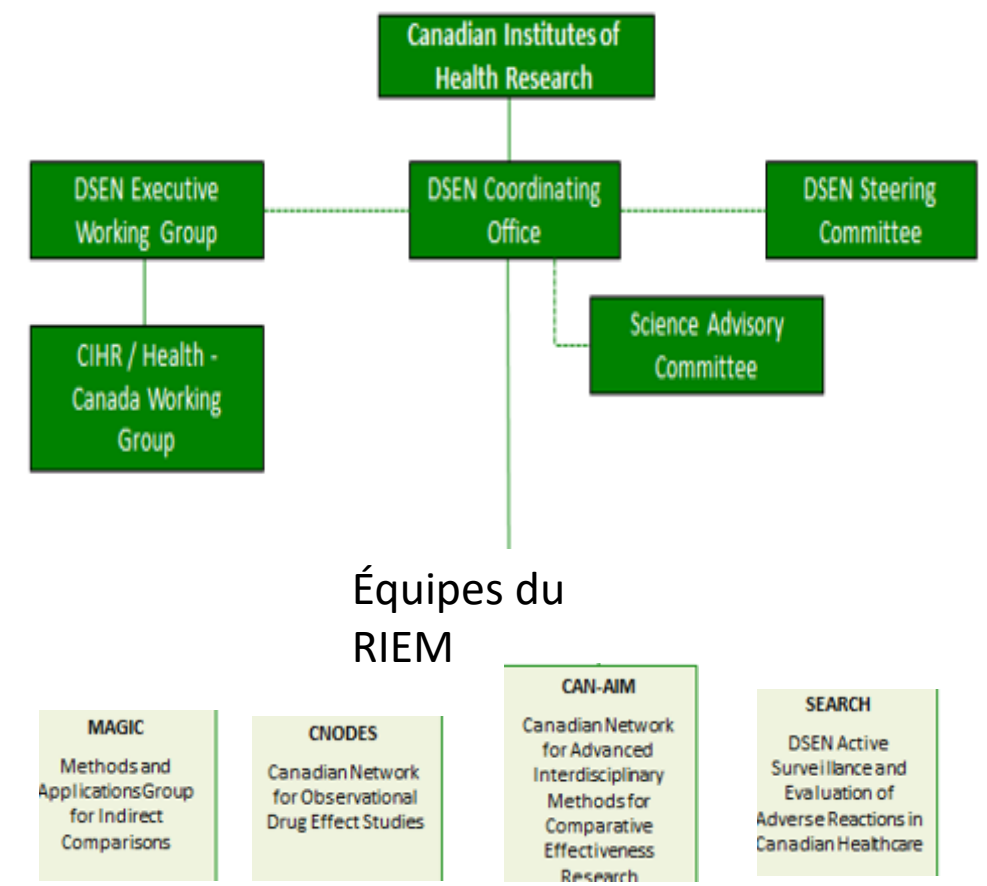 Canadian Institutes of
Health Research
DSEN Executive
Working Group
DSEN Coordinating
Office
DSEN Steering
Committee
Science Advisory
Committee
CIHR / Health -
Canada Working
Group
Équipes du
RIEM
MAGIC
Methods and
Applications Group
for Indirect
Comparisons
CNODES
Canadian Network
for Observational
Drug Effect Studies
CAN-AIM
Canadian Network
for Advanced
Interdisciplinary
Methods for
Comparative
Effectiveness
Research
SEARCH
DSEN Active
Surveillance and
Evaluation of
Adverse Reactions in
Canadian Healthcare